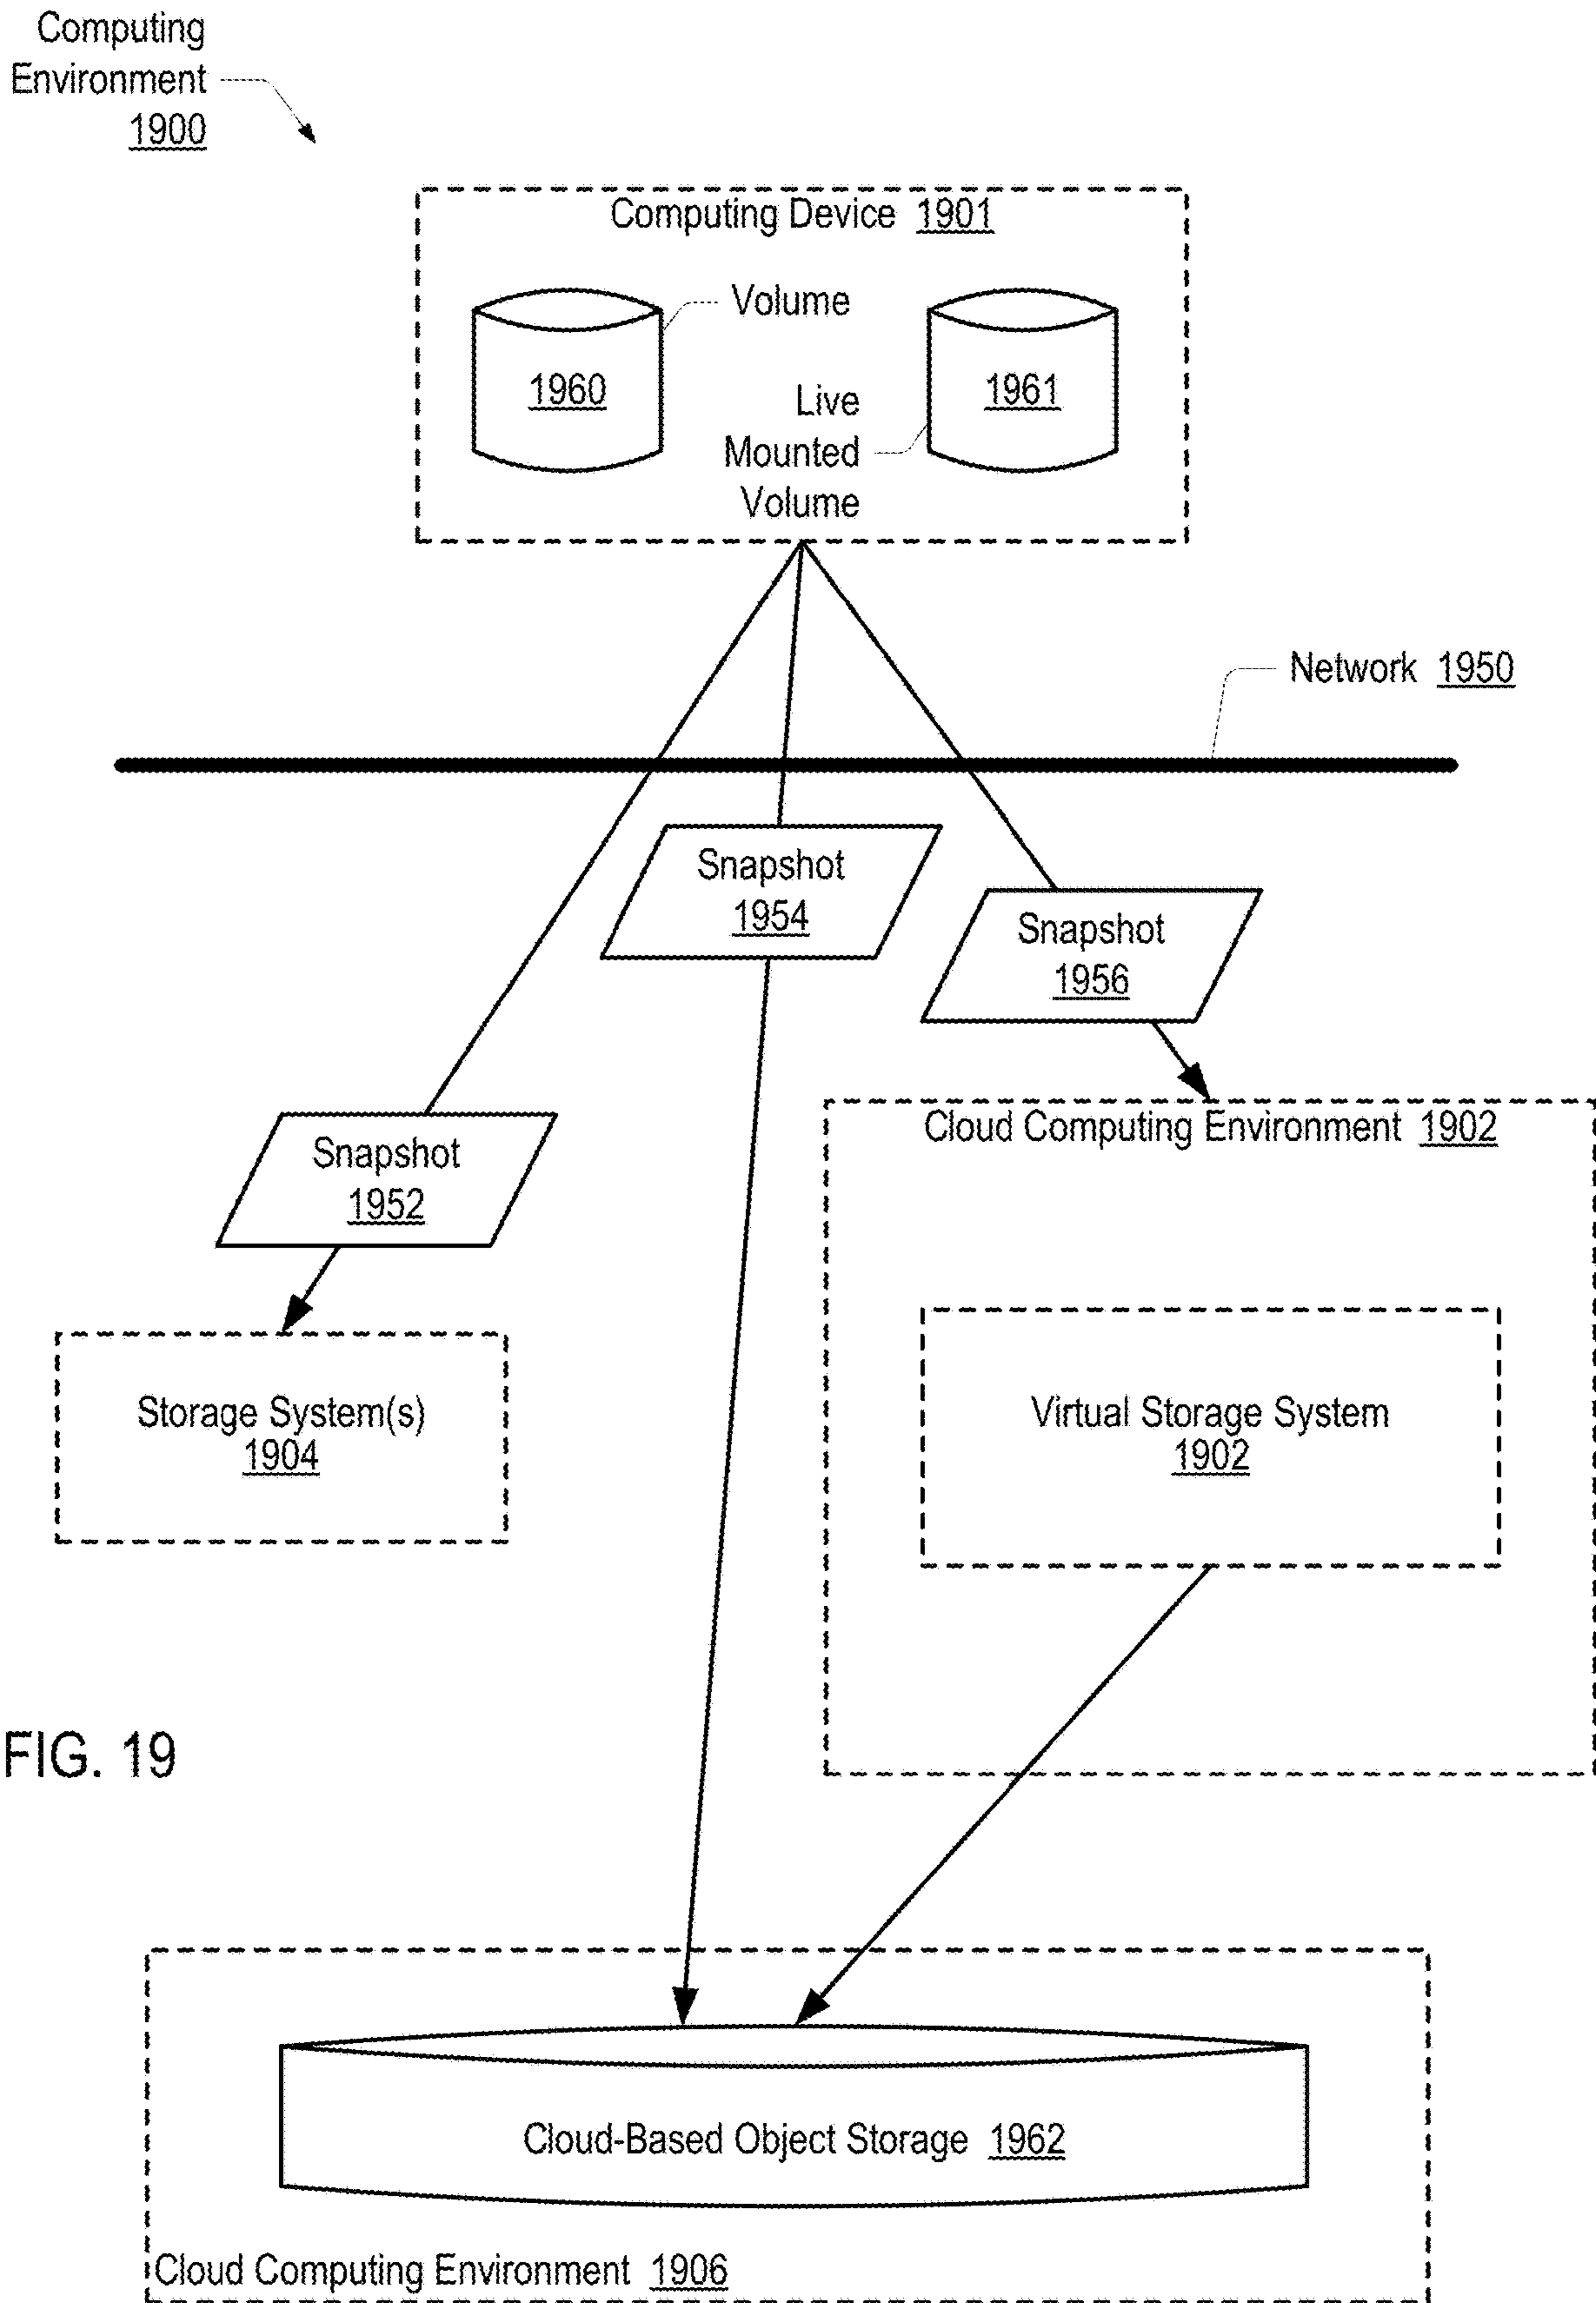 Computing
Environment
1900
Computing Device 1901
Volume
1960
1961
Live
Mounted
Volume
Network 1950
Snapshot
1954
Snapshot
1956
Cloud Computing Environment 1902
Snapshot
1952
Storage System(s)
1904
Virtual Storage System
1902
FIG. 19
Cloud-Based Object Storage 1962
Cloud Computing Environment 1906